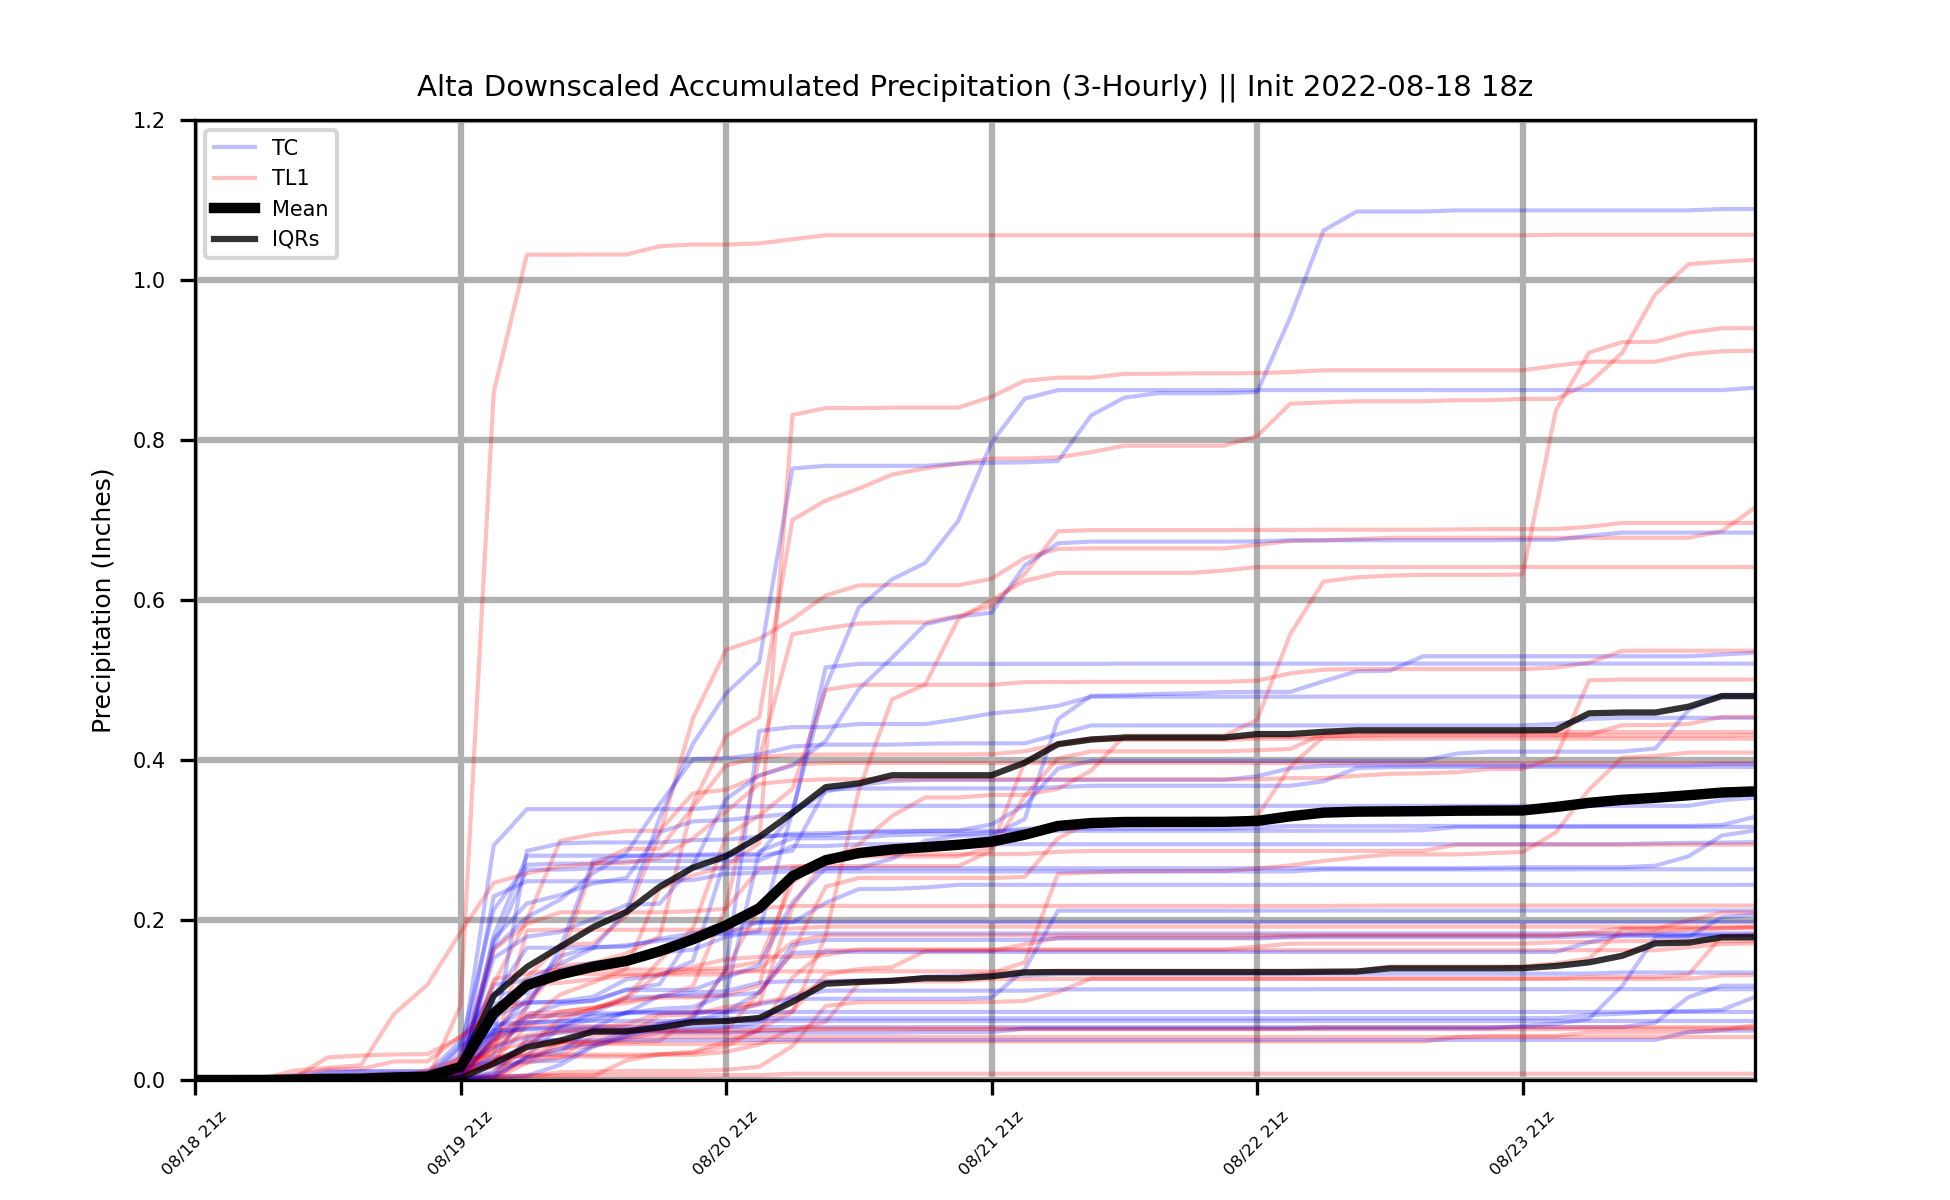 Alta Downscaled Accumulated Precipitation (3-Hourly) || Init 2022-08-18 18z
TC
TL1
Mean
IQRs
Precipitation (Inches)
1.2
1.0
0.8
0.6
0.4
0.2
0.0
08/18 21z
08/19 21z
08/20 21z
08/21 21z
08/22 21z
08/23 21z